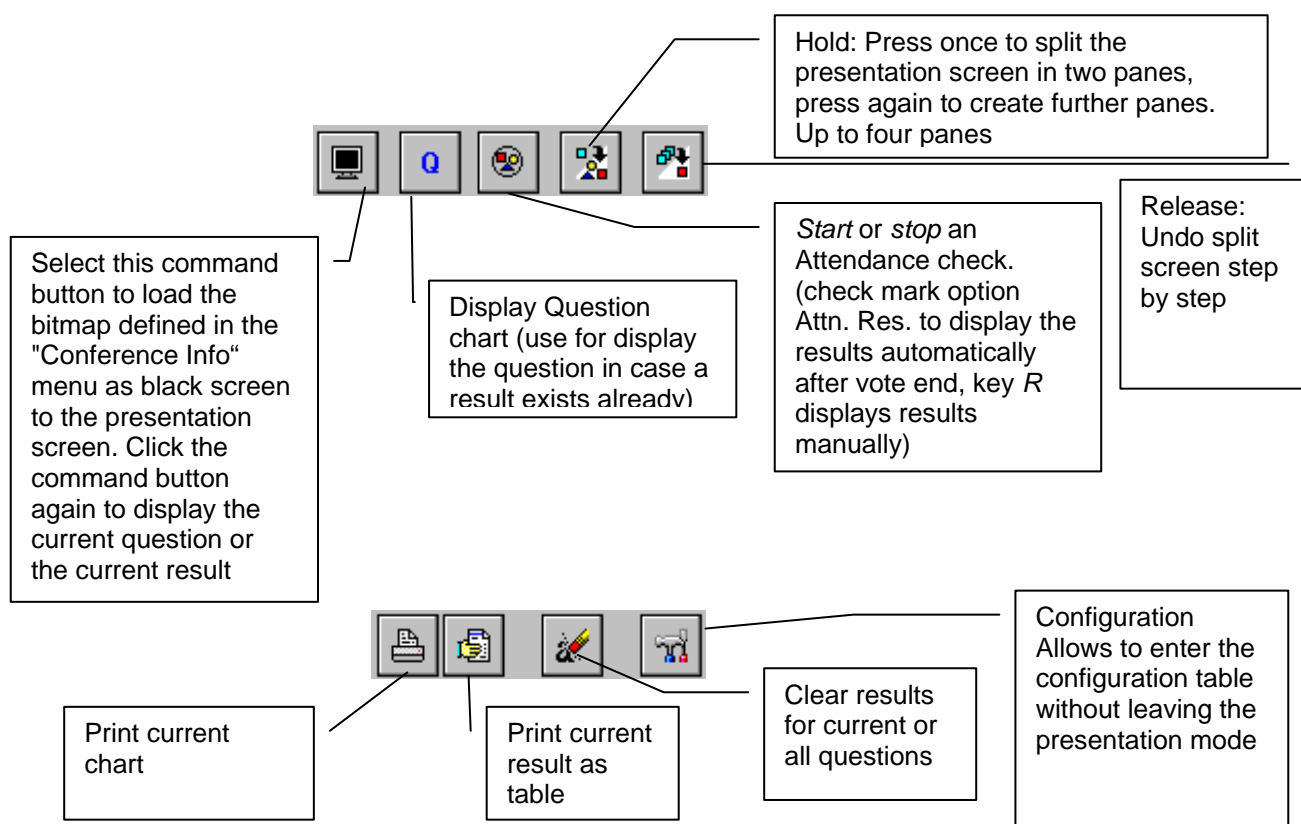 Hold: Press once to split the
presentation screen in two panes,
press again to create further panes.
Up to four panes
Q
Select this command
button to load the
bitmap defined in the
"Conference Info“
menu as black screen
to the presentation
screen. Click the
command button
again to display the
current question or
the current result
Display Question
chart (use for display
the question in case a
result exists already)
Start or stop an
Attendance check.
(check mark option
Attn. Res. to display the
results automatically
after vote end, key R
displays results
manually)
Release:
Undo split
screen step
by step
a
Print current
chart
Print current
result as
table
Clear results
for current or
all questions
Configuration
Allows to enter the
configuration table
without leaving the
presentation mode